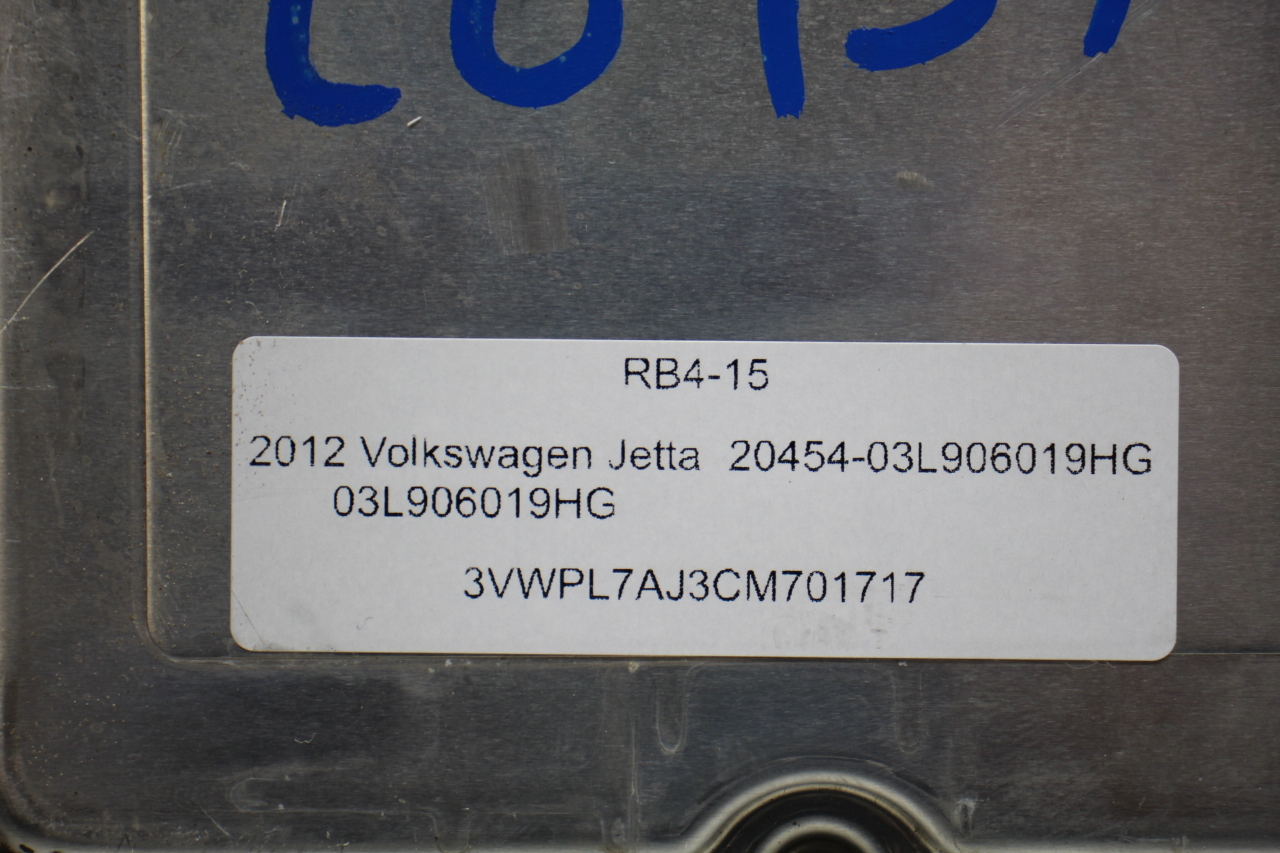 RB4-15
2012 Volkswagen Jetta 20454-03L906019HG
03L906019HG
3VWPL7AJ3CM701717